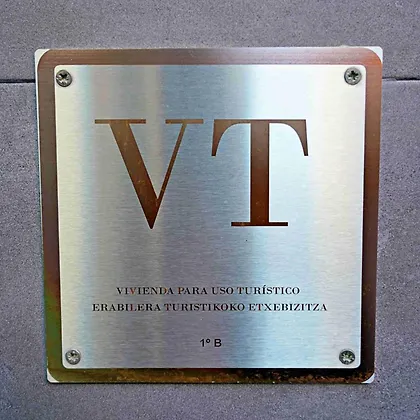 VT
VIVIENDA PARA USO TURÍSTICO
ERABILERA TURISTIKOKO ETXEBIZITZA
1º B